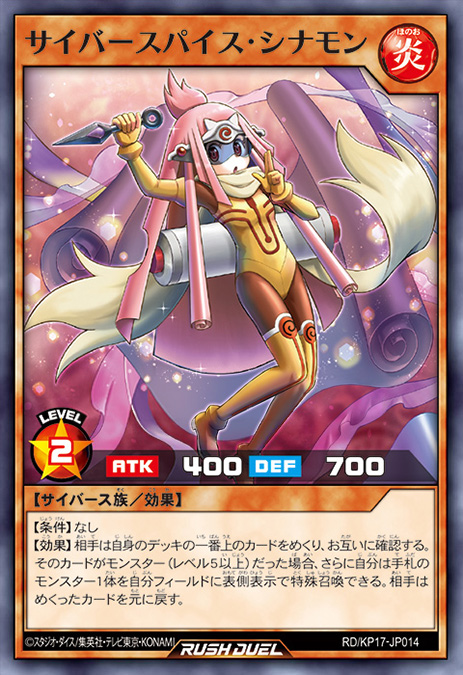 サイバースパイス・シナモン
ほのお
炎
LEVEL
2
ATK 400 DEF 700
【サイバース族／効果】
【条件】なし
【効果】相手は自身のデッキの一番上のカードをめくり、お互いに確認する。
そのカードがモンスター（レベル５以上）だった場合、さらに自分は手札の
モンスター１体を自分フィールドに表側表示で特殊召喚できる。相手は
めくったカードを元に戻す。
©スタジオ・ダイス/集英社・テレビ東京・KONAMI
RUSH DUEL
RD/KP17-JP014